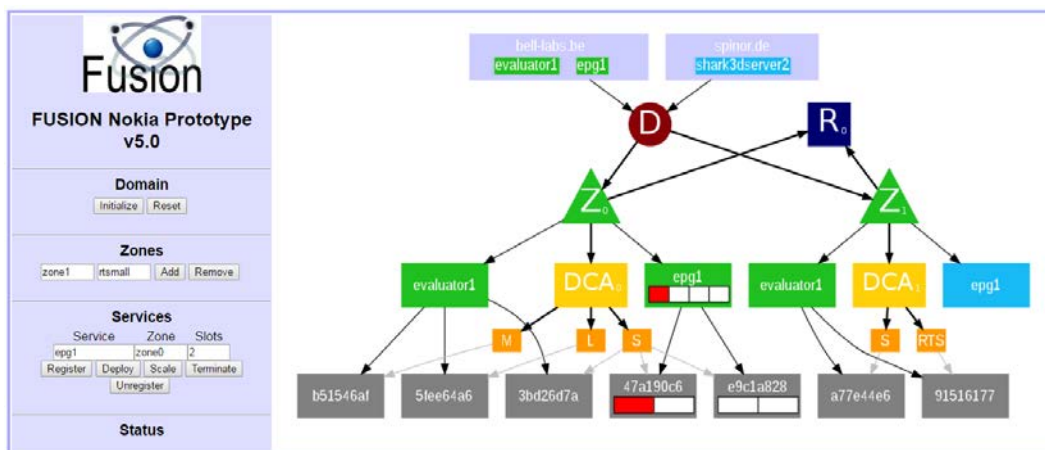 Fusion
FUSION Nokia Prototype
v5.0
Domain
Initialize Reset
Zones
zone1 rtsmall Add Remove
Services
Service Zone Slots
epg1 zone0 2
Register Deploy Scale Terminate
Unregister
Status
bell-labs.be
evaluator1 epg1
spinor.de
shark3dserver2
D
R0
Z0
Z1
evaluator1
DCA0
epg1
evaluator1
DCA1
epg1
M
L
S
S
RTS
b51546af
5fee64a6
3bd26d7a
47a190c6
e9c1a828
a77e44e6
91516177